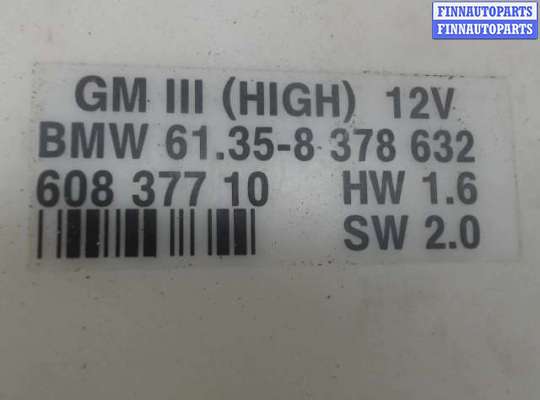 FINNAUTOPARTS
FINNAUTOPARTS
GM III (HIGH) 12V
BMW 61.35-8 378 632
608 377 10 HW 1.6
SW 2.0